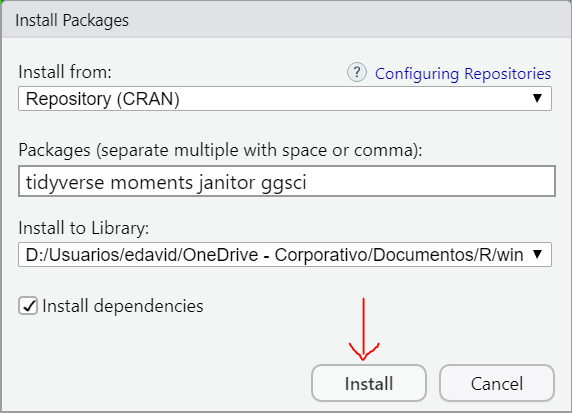 Install Packages
Install from:
? Configuring Repositories
Repository (CRAN)
Packages (separate multiple with space or comma):
tidyverse moments janitor ggsci
Install to Library:
D:/Usuarios/edavid/OneDrive - Corporativo/Documentos/R/win
Install dependencies
Install Cancel